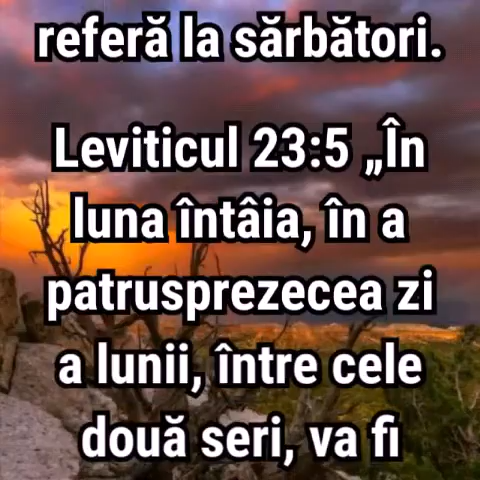 referă la sărbători.
Leviticul 23:5 „În
luna întâia, în a
patrusprezecea zi
a lunii, între cele
două seri, va fi